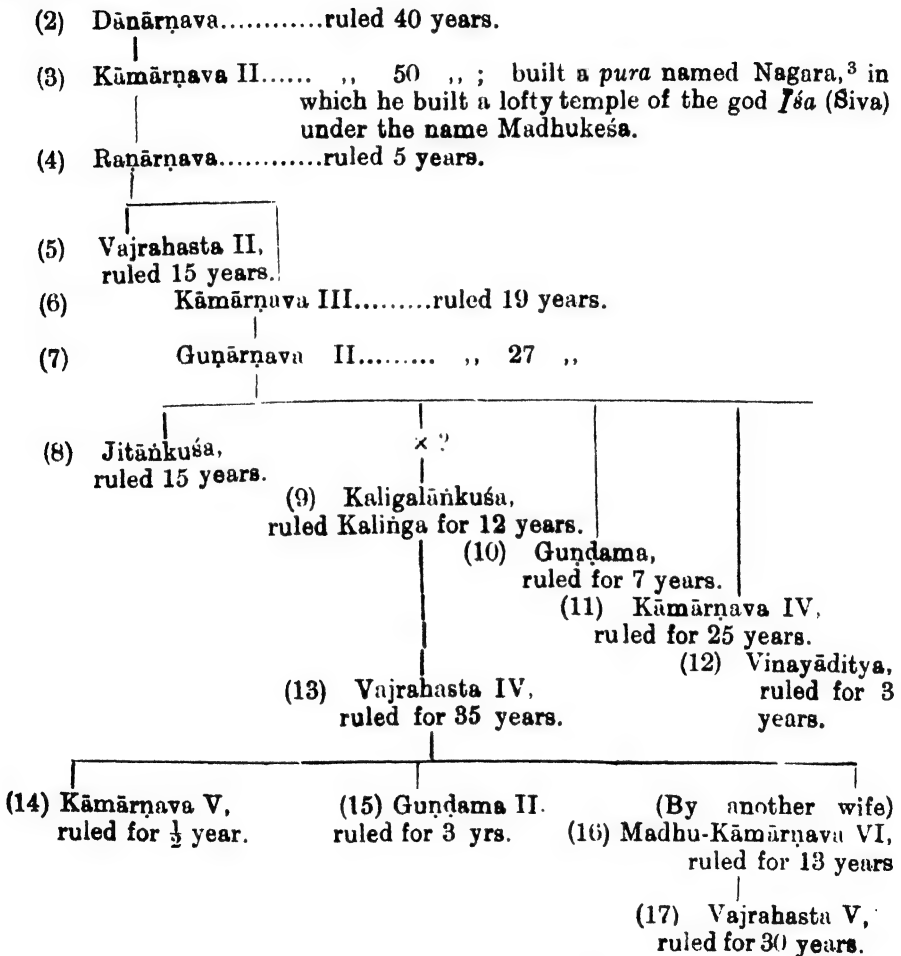 (2) Dānārṇava............ruled 40 years.
(3) Kāmārṇava II...... ,, 50 ,, ; built a pura named Nagara,³ in
which he built a lofty temple of the god Īśa (Śiva)
under the name Madhukeśa.
(4) Raṇārṇava............ruled 5 years.
(5) Vajrahasta II,
ruled 15 years.
(6) Kāmārṇava III.........ruled 19 years.
(7) Guṇārṇava II......... ,, 27 ,,
(8) Jitāṅkuśa,
ruled 15 years.
× ?
(9) Kaligalāṅkuśa,
ruled Kaliṅga for 12 years.
(10) Guṇḍama,
ruled for 7 years.
(11) Kāmārṇava IV,
ruled for 25 years.
(12) Vinayāditya,
ruled for 3
years.
(13) Vajrahasta IV,
ruled for 35 years.
(14) Kāmārṇava V,
ruled for ½ year.
(15) Guṇḍama II.
ruled for 3 yrs.
(By another wife)
(16) Madhu-Kāmārṇava VI,
ruled for 13 years
(17) Vajrahasta V,
ruled for 30 years.